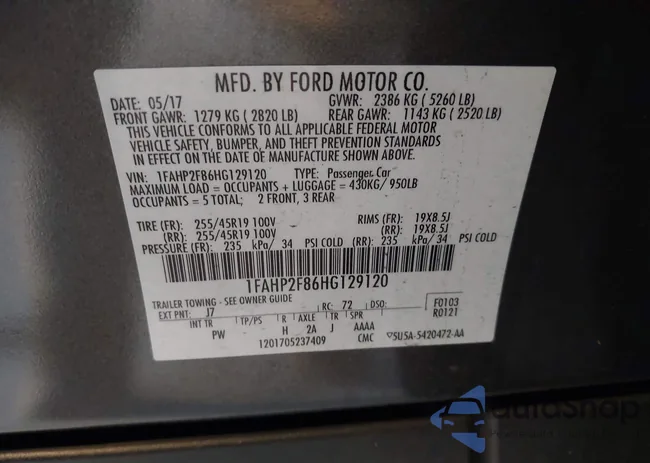 MFD. BY FORD MOTOR CO.
DATE: 05/17 GVWR: 2386 KG ( 5260 LB)
FRONT GAWR: 1279 KG ( 2820 LB) REAR GAWR: 1143 KG ( 2520 LB)
THIS VEHICLE CONFORMS TO ALL APPLICABLE FEDERAL MOTOR
VEHICLE SAFETY, BUMPER, AND THEFT PREVENTION STANDARDS
IN EFFECT ON THE DATE OF MANUFACTURE SHOWN ABOVE.
VIN: 1FAHP2F86HG129120 TYPE: Passenger Car
MAXIMUM LOAD = OCCUPANTS + LUGGAGE = 430KG/ 950LB
OCCUPANTS = 5 TOTAL; 2 FRONT, 3 REAR
TIRE (FR): 255/45R19 100V RIMS (FR): 19X8.5J
(RR): 255/45R19 100V (RR): 19X8.5J
PRESSURE (FR): 235 kPa/ 34 PSI COLD (RR): 235 kPa/ 34 PSI COLD
1FAHP2F86HG129120
TRAILER TOWING - SEE OWNER GUIDE
EXT PNT: J7 RC: 72 DSO: F0103
R0121
INT TR TP/PS R AXLE TR SPR
PW H 2A J AAAA
1201705237409 CMC SU5A-5420472-AA
AutoShop